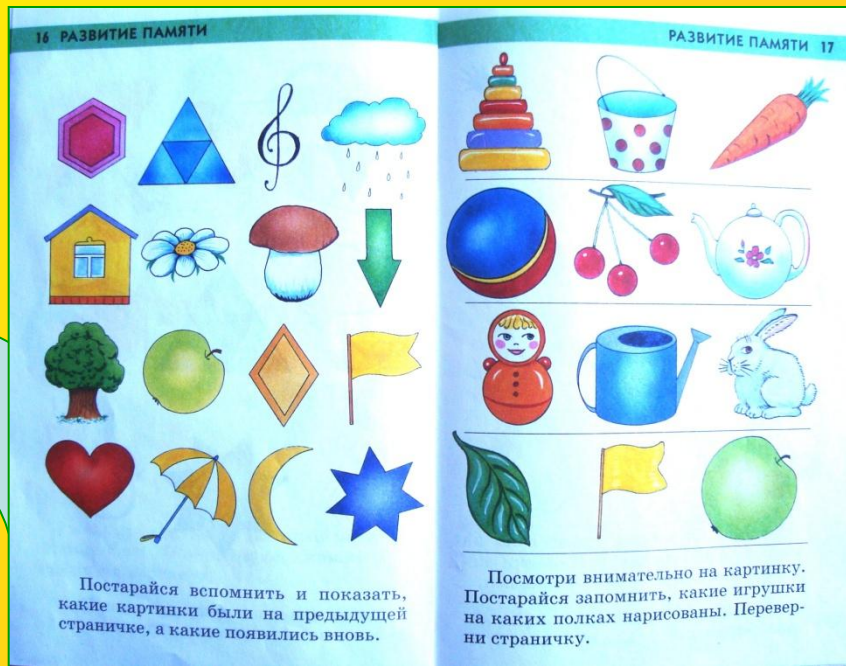 16 РАЗВИТИЕ ПАМЯТИ
Постарайся вспомнить и показать,
какие картинки были на предыдущей
страничке, а какие появились вновь.
РАЗВИТИЕ ПАМЯТИ 17
Посмотри внимательно на картинку.
Постарайся запомнить, какие игрушки
на каких полках нарисованы. Перевер-
ни страничку.